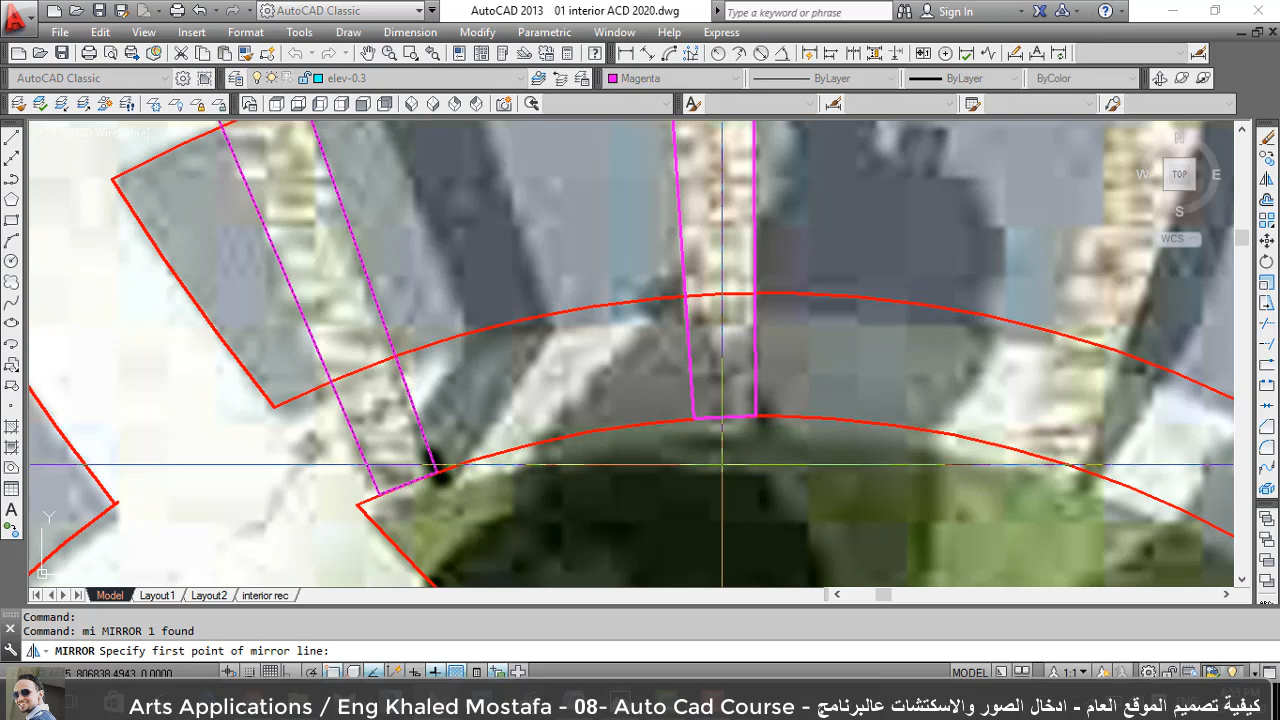 AutoCAD Classic
AutoCAD 2013 01 interior ACD 2020.dwg
Type a keyword or phrase
Sign In
File Edit View Insert Format Tools Draw Dimension Modify Parametric Window Help Express
AutoCAD Classic
elev-0.3
Magenta
ByLayer
ByLayer
ByColor
N
W TOP E
S
WCS
Y
Model Layout1 Layout2 interior rec
Command:
Command: mi MIRROR 1 found
MIRROR Specify first point of mirror line:
806838.4943, 0.0000
MODEL
1:1
Arts Applications / Eng Khaled Mostafa - 08- Auto Cad Course - كيفية تصميم الموقع العام - ادخال الصور والاسكتشات عالبرنامج